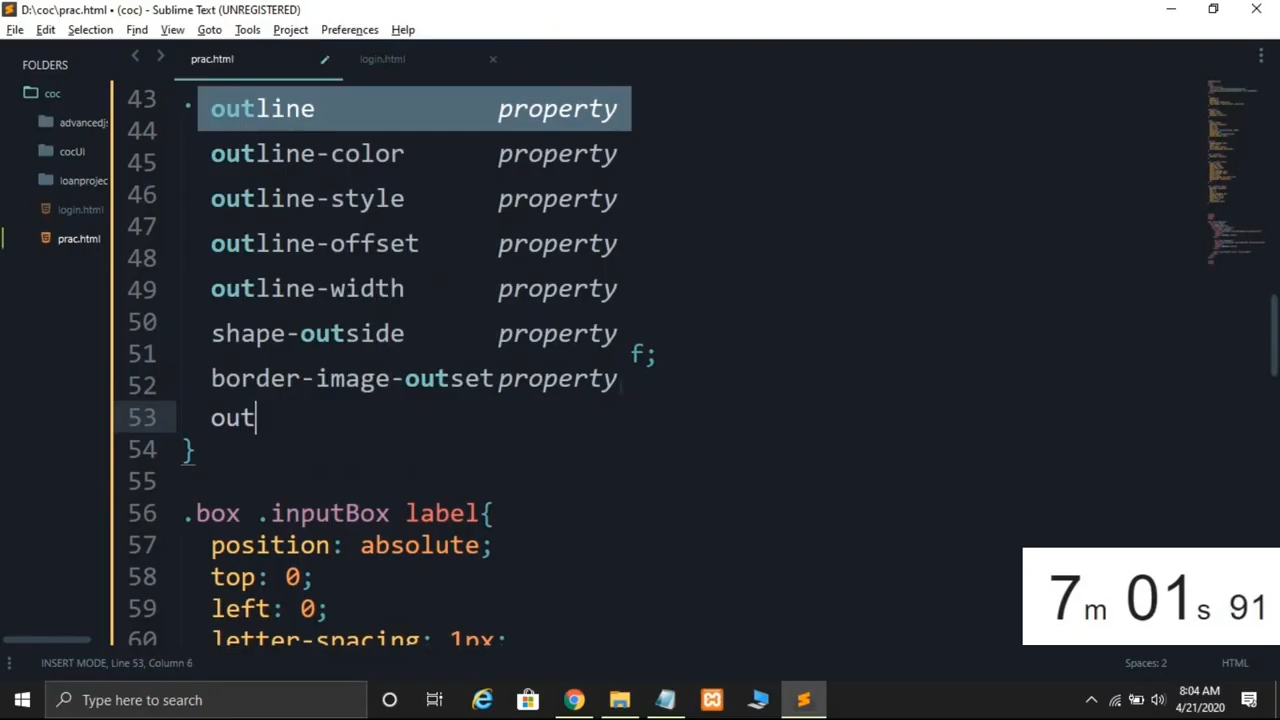 D:\coc\prac.html • (coc) - Sublime Text (UNREGISTERED)
File Edit Selection Find View Goto Tools Project Preferences Help
FOLDERS
coc
advancedjs
cocUI
loanproject
login.html
prac.html
prac.html login.html
43 .
44
45
46
47
48
49
50
51 f;
52
53 out
54 }
55
56 .box .inputBox label{
57 position: absolute;
58 top: 0;
59 left: 0;
60 letter-spacing: 1px;
outline property
outline-color property
outline-style property
outline-offset property
outline-width property
shape-outside property
border-image-outset property
7m 01s 91
INSERT MODE, Line 53, Column 6 Spaces: 2 HTML
Type here to search
8:04 AM
4/21/2020